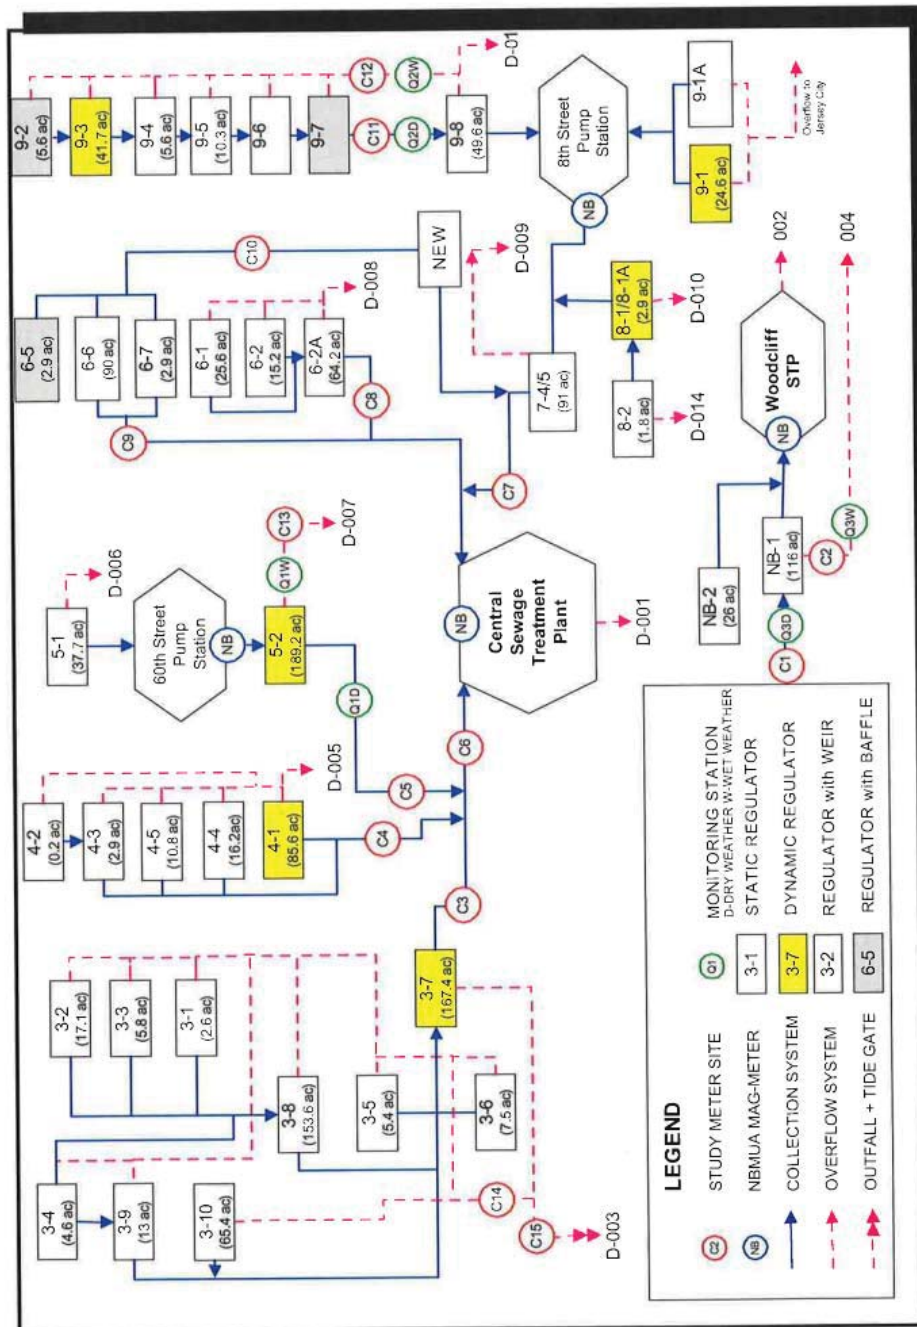 3-4
(4.6 ac)
3-9
(13 ac)
3-10
(65.4 ac)
3-2
(17.1 ac)
3-3
(5.8 ac)
3-1
(2.6 ac)
3-8
(153.6 ac)
3-5
(5.4 ac)
3-6
(7.5 ac)
3-7
(167.4 ac)
C14
C15
D-003
C3
4-2
(0.2 ac)
4-3
(2.9 ac)
4-5
(10.8 ac)
4-4
(16.2ac)
4-1
(85.6 ac)
D-005
C4
C5
C6
5-1
(37.7 ac)
D-006
60th Street
Pump
Station
NB
5-2
(189.2 ac)
Q1W
C13
D-007
Q1D
NB
Central
Sewage
Treatment
Plant
D-001
6-5
(2.9 ac)
6-6
(90 ac)
6-7
(2.9 ac)
C9
C10
6-1
(25.6 ac)
6-2
(15.2 ac)
6-2A
(64.2 ac)
D-008
C8
NEW
C7
7-4/5
(91 ac)
D-009
8-2
(1.8 ac)
D-014
8-1/8-1A
(2.9 ac)
D-010
9-2
(5.6 ac)
9-3
(41.7 ac)
9-4
(5.6 ac)
9-5
(10.3 ac)
9-6
9-7
C12
Q2W
D-01
C11
Q2D
9-8
(49.6 ac)
8th Street
Pump
Station
NB
9-1
(24.6 ac)
9-1A
Overflow to
Jersey City
NB-2
(26 ac)
NB-1
(116 ac)
C1
Q3D
C2
Q3W
NB
Woodcliff
STP
002
004
LEGEND
C2
STUDY METER SITE
NB
NBMUA MAG-METER
COLLECTION SYSTEM
OVERFLOW SYSTEM
OUTFALL + TIDE GATE
Q1
MONITORING STATION
D-DRY WEATHER W-WET WEATHER
3-1
STATIC REGULATOR
3-7
DYNAMIC REGULATOR
3-2
REGULATOR with WEIR
6-5
REGULATOR with BAFFLE